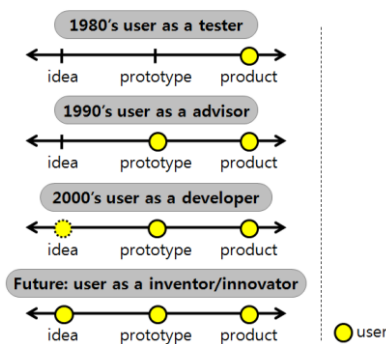 1980's user as a tester
idea prototype product
1990's user as a advisor
idea prototype product
2000's user as a developer
idea prototype product
Future: user as a inventor/innovator
idea prototype product
user